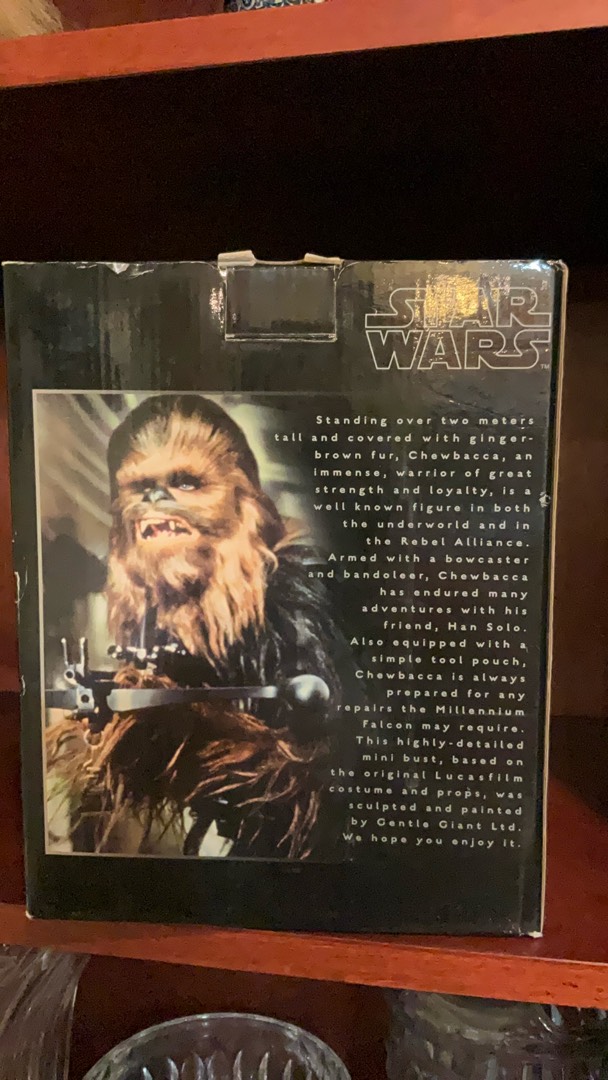 STAR
WARS
TM
Standing over two meters
tall and covered with ginger-
brown fur, Chewbacca, an
immense, warrior of great
strength and loyalty, is a
well known figure in both
the underworld and in
the Rebel Alliance.
Armed with a bowcaster
and bandoleer, Chewbacca
has endured many
adventures with his
friend, Han Solo.
Also equipped with a
simple tool pouch,
Chewbacca is always
prepared for any
repairs the Millennium
Falcon may require.
This highly-detailed
mini bust, based on
the original Lucasfilm
costume and props, was
sculpted and painted
by Gentle Giant Ltd.
We hope you enjoy it.